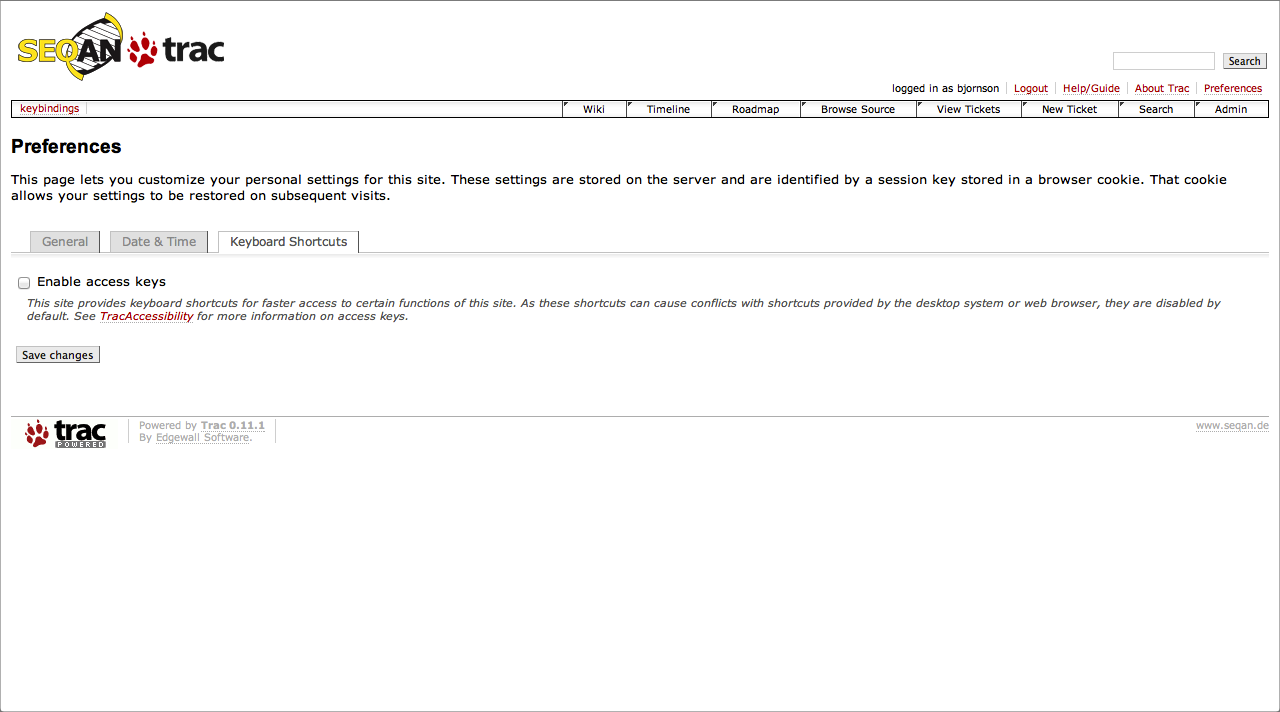 SEQAN trac
Search
logged in as bjornson Logout Help/Guide About Trac Preferences
keybindings Wiki Timeline Roadmap Browse Source View Tickets New Ticket Search Admin
Preferences
This page lets you customize your personal settings for this site. These settings are stored on the server and are identified by a session key stored in a browser cookie. That cookie
allows your settings to be restored on subsequent visits.
General Date & Time Keyboard Shortcuts
Enable access keys
This site provides keyboard shortcuts for faster access to certain functions of this site. As these shortcuts can cause conflicts with shortcuts provided by the desktop system or web browser, they are disabled by
default. See TracAccessibility for more information on access keys.
Save changes
trac
POWERED
Powered by Trac 0.11.1
By Edgewall Software.
www.seqan.de